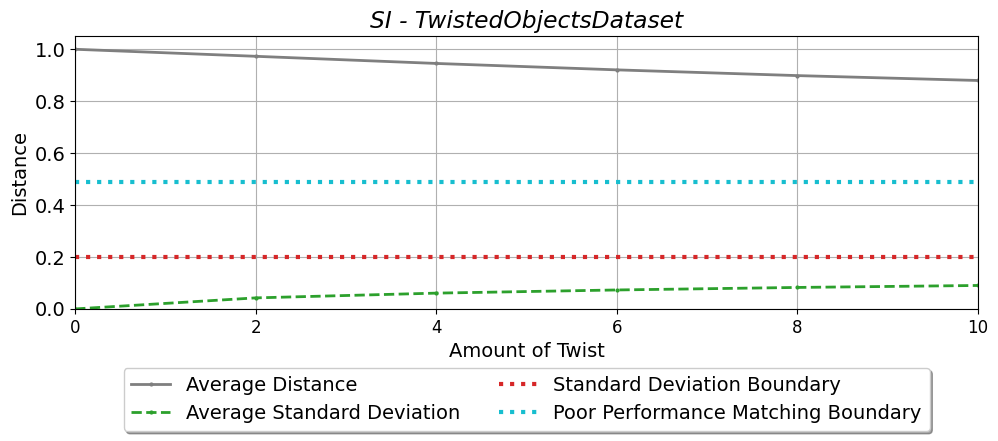 SI - TwistedObjectsDataset
Distance
1.0
0.8
0.6
0.4
0.2
0.0
0 2 4 6 8 10
Amount of Twist
Average Distance
Average Standard Deviation
Standard Deviation Boundary
Poor Performance Matching Boundary